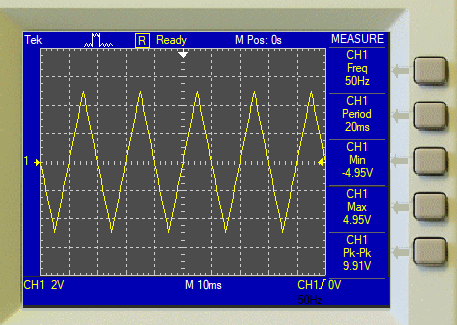 Tek R Ready M Pos: 0s MEASURE
CH1
Freq
50Hz
CH1
Period
20ms
1
CH1
Min
-4.95V
CH1
Max
4.95V
CH1
Pk-Pk
9.91V
CH1 2V M 10ms CH1 / 0V
50Hz